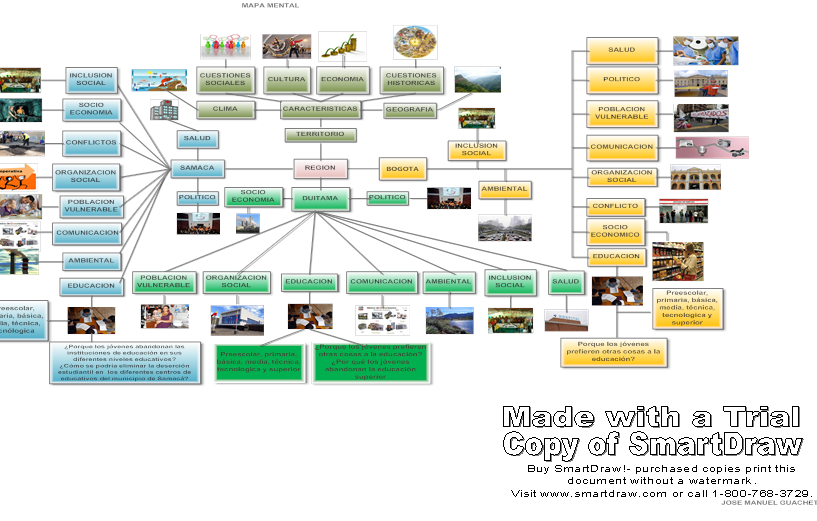 MAPA MENTAL
CUESTIONES
SOCIALES
CULTURA
ECONOMIA
CUESTIONES
HISTORICAS
CLIMA
CARACTERISTICAS
GEOGRAFIA
TERRITORIO
REGION
INCLUSION
SOCIAL
SOCIO
ECONOMIA
CONFLICTOS
ORGANIZACION
SOCIAL
POBLACION
VULNERABLE
COMUNICACION
AMBIENTAL
EDUCACION
SALUD
SAMACA
POLITICO
reescolar,
aria, básica,
ia, técnica,
cnólogica
¿Porque los jóvenes abandonan las
instituciones de educación en sus
diferentes niveles educativos?
¿Cómo se podría eliminar la deserción
estudiantil en los diferentes centros de
educativos del municipio de Samacá?
SOCIO
ECONOMIA
DUITAMA
POLITICO
POBLACION
VULNERABLE
ORGANIZACION
SOCIAL
EDUCACION
COMUNICACION
AMBIENTAL
INCLUSION
SOCIAL
SALUD
Preescolar, primaria,
básica, media, técnica,
tecnologica y superior
¿Porque los jóvenes prefieren
otras cosas a la educación?
¿Por qué los jóvenes
abandonan la educación
superior
BOGOTA
INCLUSION
SOCIAL
AMBIENTAL
SALUD
POLITICO
POBLACION
VULNERABLE
COMUNICACION
ORGANIZACION
SOCIAL
CONFLICTO
SOCIO
ECONOMICO
EDUCACION
Preescolar,
primaria, básica,
media, técnica,
tecnologica y
superior
Porque los jóvenes
prefieren otras cosas a la
educación?
Made with a Trial
Copy of SmartDraw
Buy SmartDraw!- purchased copies print this
document without a watermark.
Visit www.smartdraw.com or call 1-800-768-3729.
JOSE MANUEL GUACHET